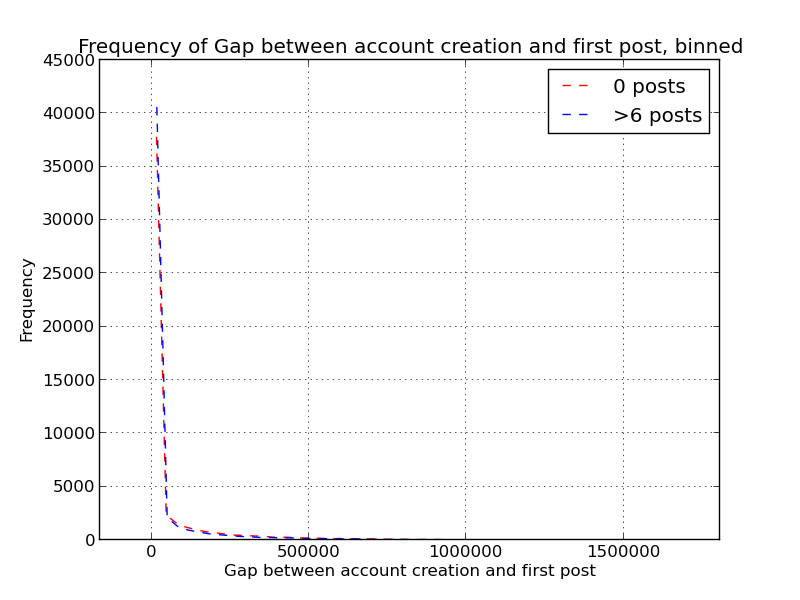 Frequency of Gap between account creation and first post, binned
45000
40000
35000
30000
25000
20000
15000
10000
5000
0
Frequency
0 posts
>6 posts
0 500000 1000000 1500000
Gap between account creation and first post